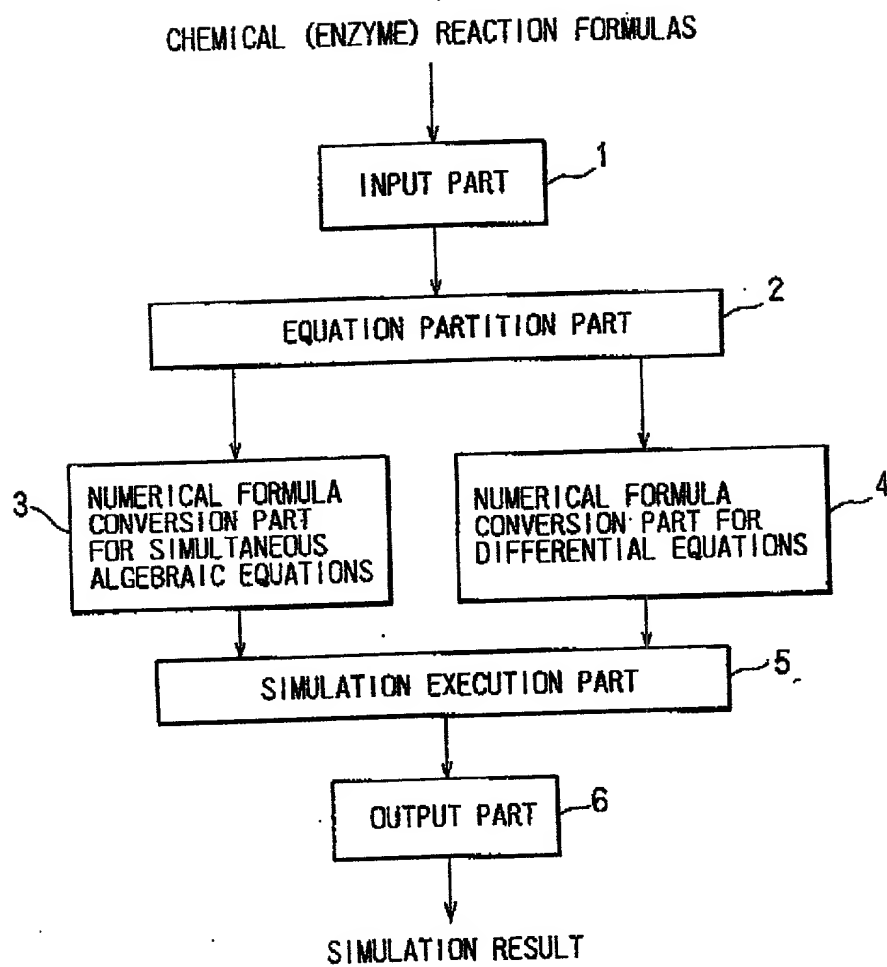 CHEMICAL (ENZYME) REACTION FORMULAS
1
INPUT PART
2
EQUATION PARTITION PART
3
NUMERICAL FORMULA
CONVERSION PART
FOR SIMULTANEOUS
ALGEBRAIC EQUATIONS
4
NUMERICAL FORMULA
CONVERSION PART FOR
DIFFERENTIAL EQUATIONS
5
SIMULATION EXECUTION PART
6
OUTPUT PART
SIMULATION RESULT